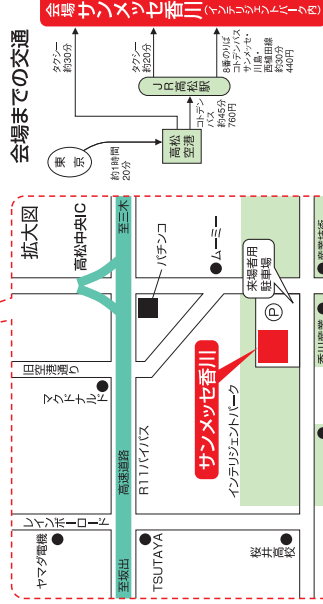 会場 サンメッセ香川(インテリジェントパーク内)
会場までの交通
タクシー
約30分
タクシー
約20分
8番のりば
コトデンバス
サンメッセ・
川島・
西植田線
約30分
440円
JR高松駅
コトデン
バス
約45分
760円
東京
約1時間
20分
高松
空港
拡大図
高松中央IC
至三木
パチンコ
ムーミー
来場者用
駐車場
P
旧空港通り
マクドナルド
サンメッセ香川
インテリジェントパーク
高速道路
R11バイパス
レインボーロード
ヤマダ電機
至坂出
TSUTAYA
桜井高校